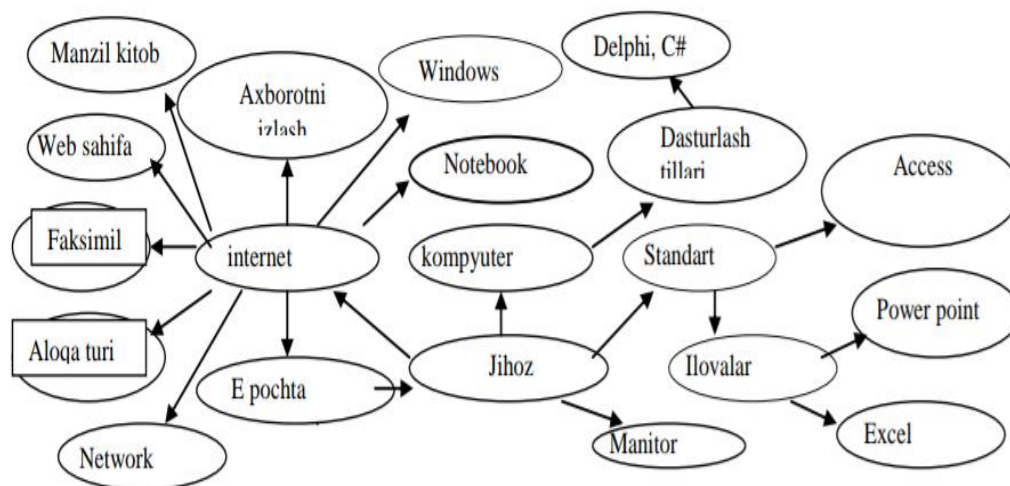 Manzil kitob
Axborotni
izlash
Windows
Delphi, C#
Web sahifa
Notebook
Dasturlash
tillari
Access
Faksimil
internet
kompyuter
Standart
Aloqa turi
E pochta
Jihoz
Ilovalar
Power point
Network
Manitor
Excel